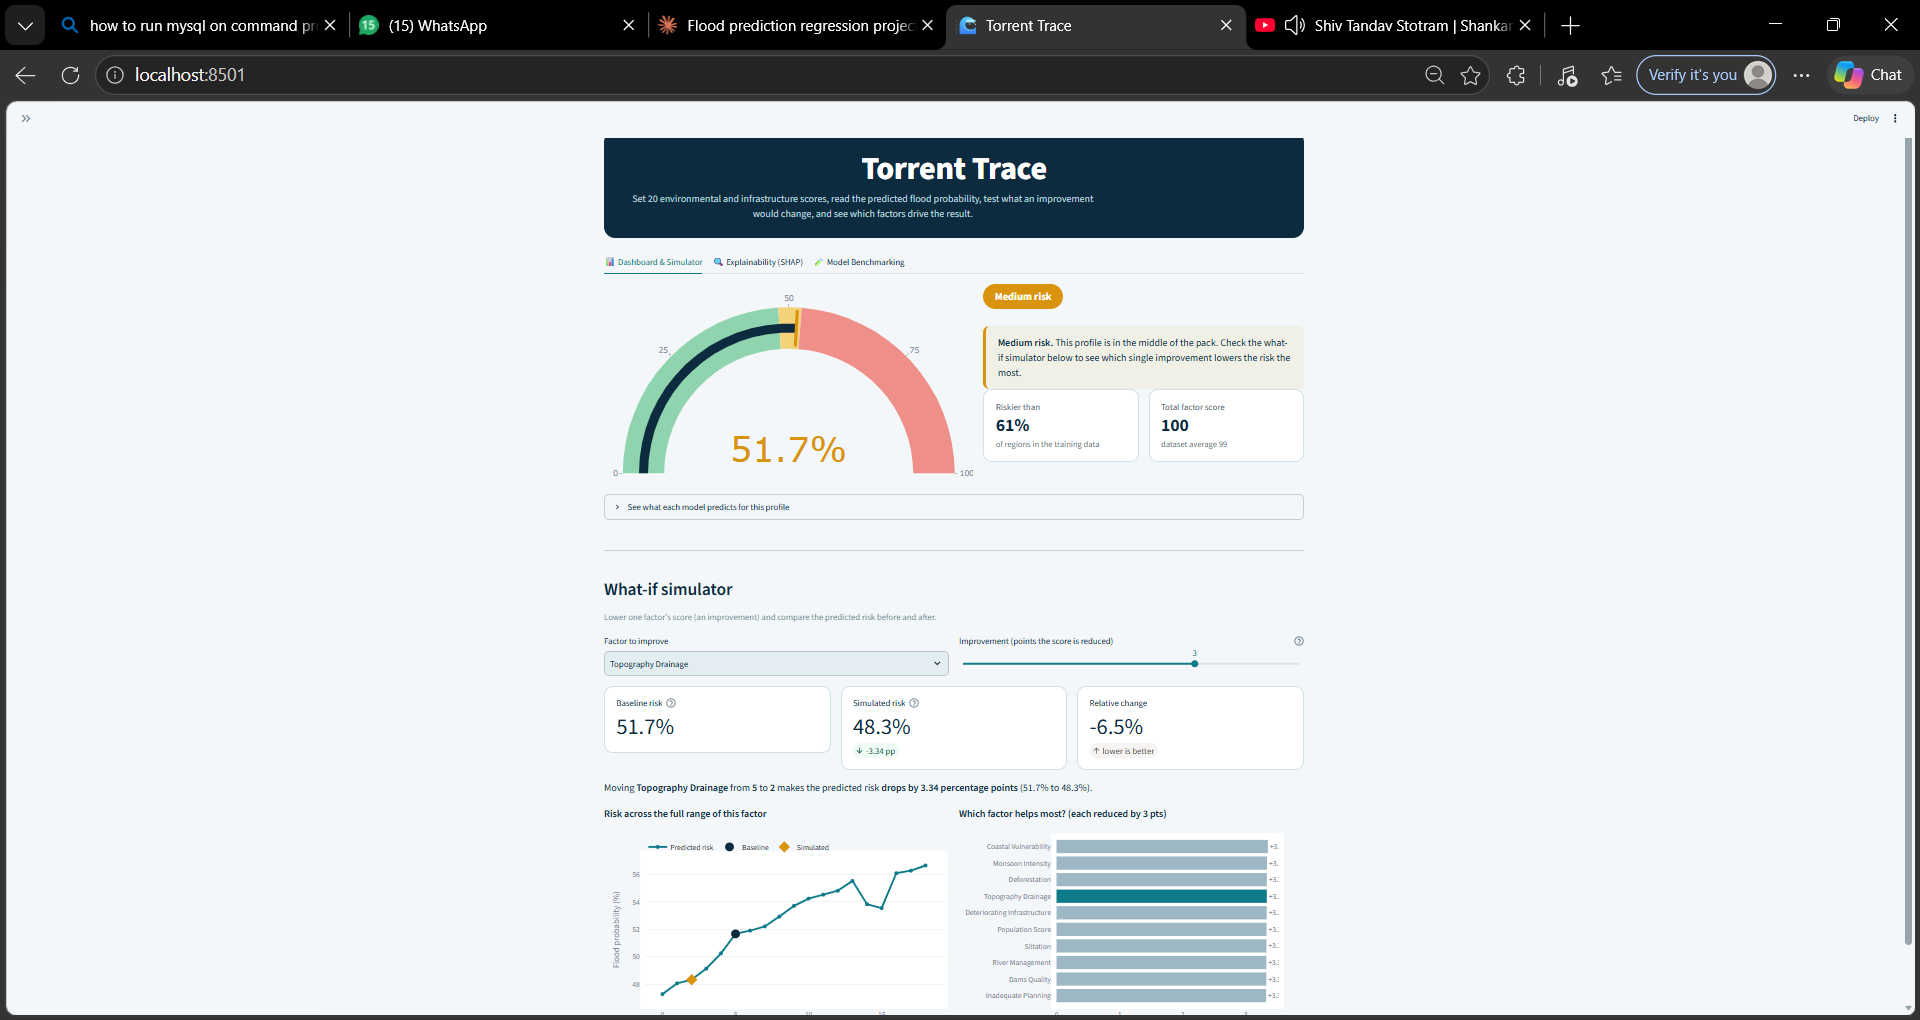 how to run mysql on command pr
15
(15) WhatsApp
Flood prediction regression projec
Torrent Trace
Shiv Tandav Stotram | Shankar
localhost:8501
Verify it's you
Chat
Deploy
Torrent Trace
Set 20 environmental and infrastructure scores, read the predicted flood probability, test what an improvement
would change, and see which factors drive the result.
Dashboard & Simulator
Explainability (SHAP)
Model Benchmarking
0
25
50
75
100
51.7%
Medium risk
Medium risk. This profile is in the middle of the pack. Check the what-
if simulator below to see which single improvement lowers the risk the
most.
Riskier than
61%
of regions in the training data
Total factor score
100
dataset average 99
See what each model predicts for this profile
What-if simulator
Lower one factor's score (an improvement) and compare the predicted risk before and after.
Factor to improve
Topography Drainage
Improvement (points the score is reduced)
3
Baseline risk
51.7%
Simulated risk
48.3%
↓ -3.34 pp
Relative change
-6.5%
↑ lower is better
Moving Topography Drainage from 5 to 2 makes the predicted risk drops by 3.34 percentage points (51.7% to 48.3%).
Risk across the full range of this factor
Predicted risk
Baseline
Simulated
Flood probability (%)
56
54
52
50
48
Which factor helps most? (each reduced by 3 pts)
Coastal Vulnerability +3.
Monsoon Intensity +3.
Deforestation +3.
Topography Drainage +3.
Deteriorating Infrastructure +3.
Population Score +3.
Siltation +3.
River Management +3.
Dams Quality +3.
Inadequate Planning +3.